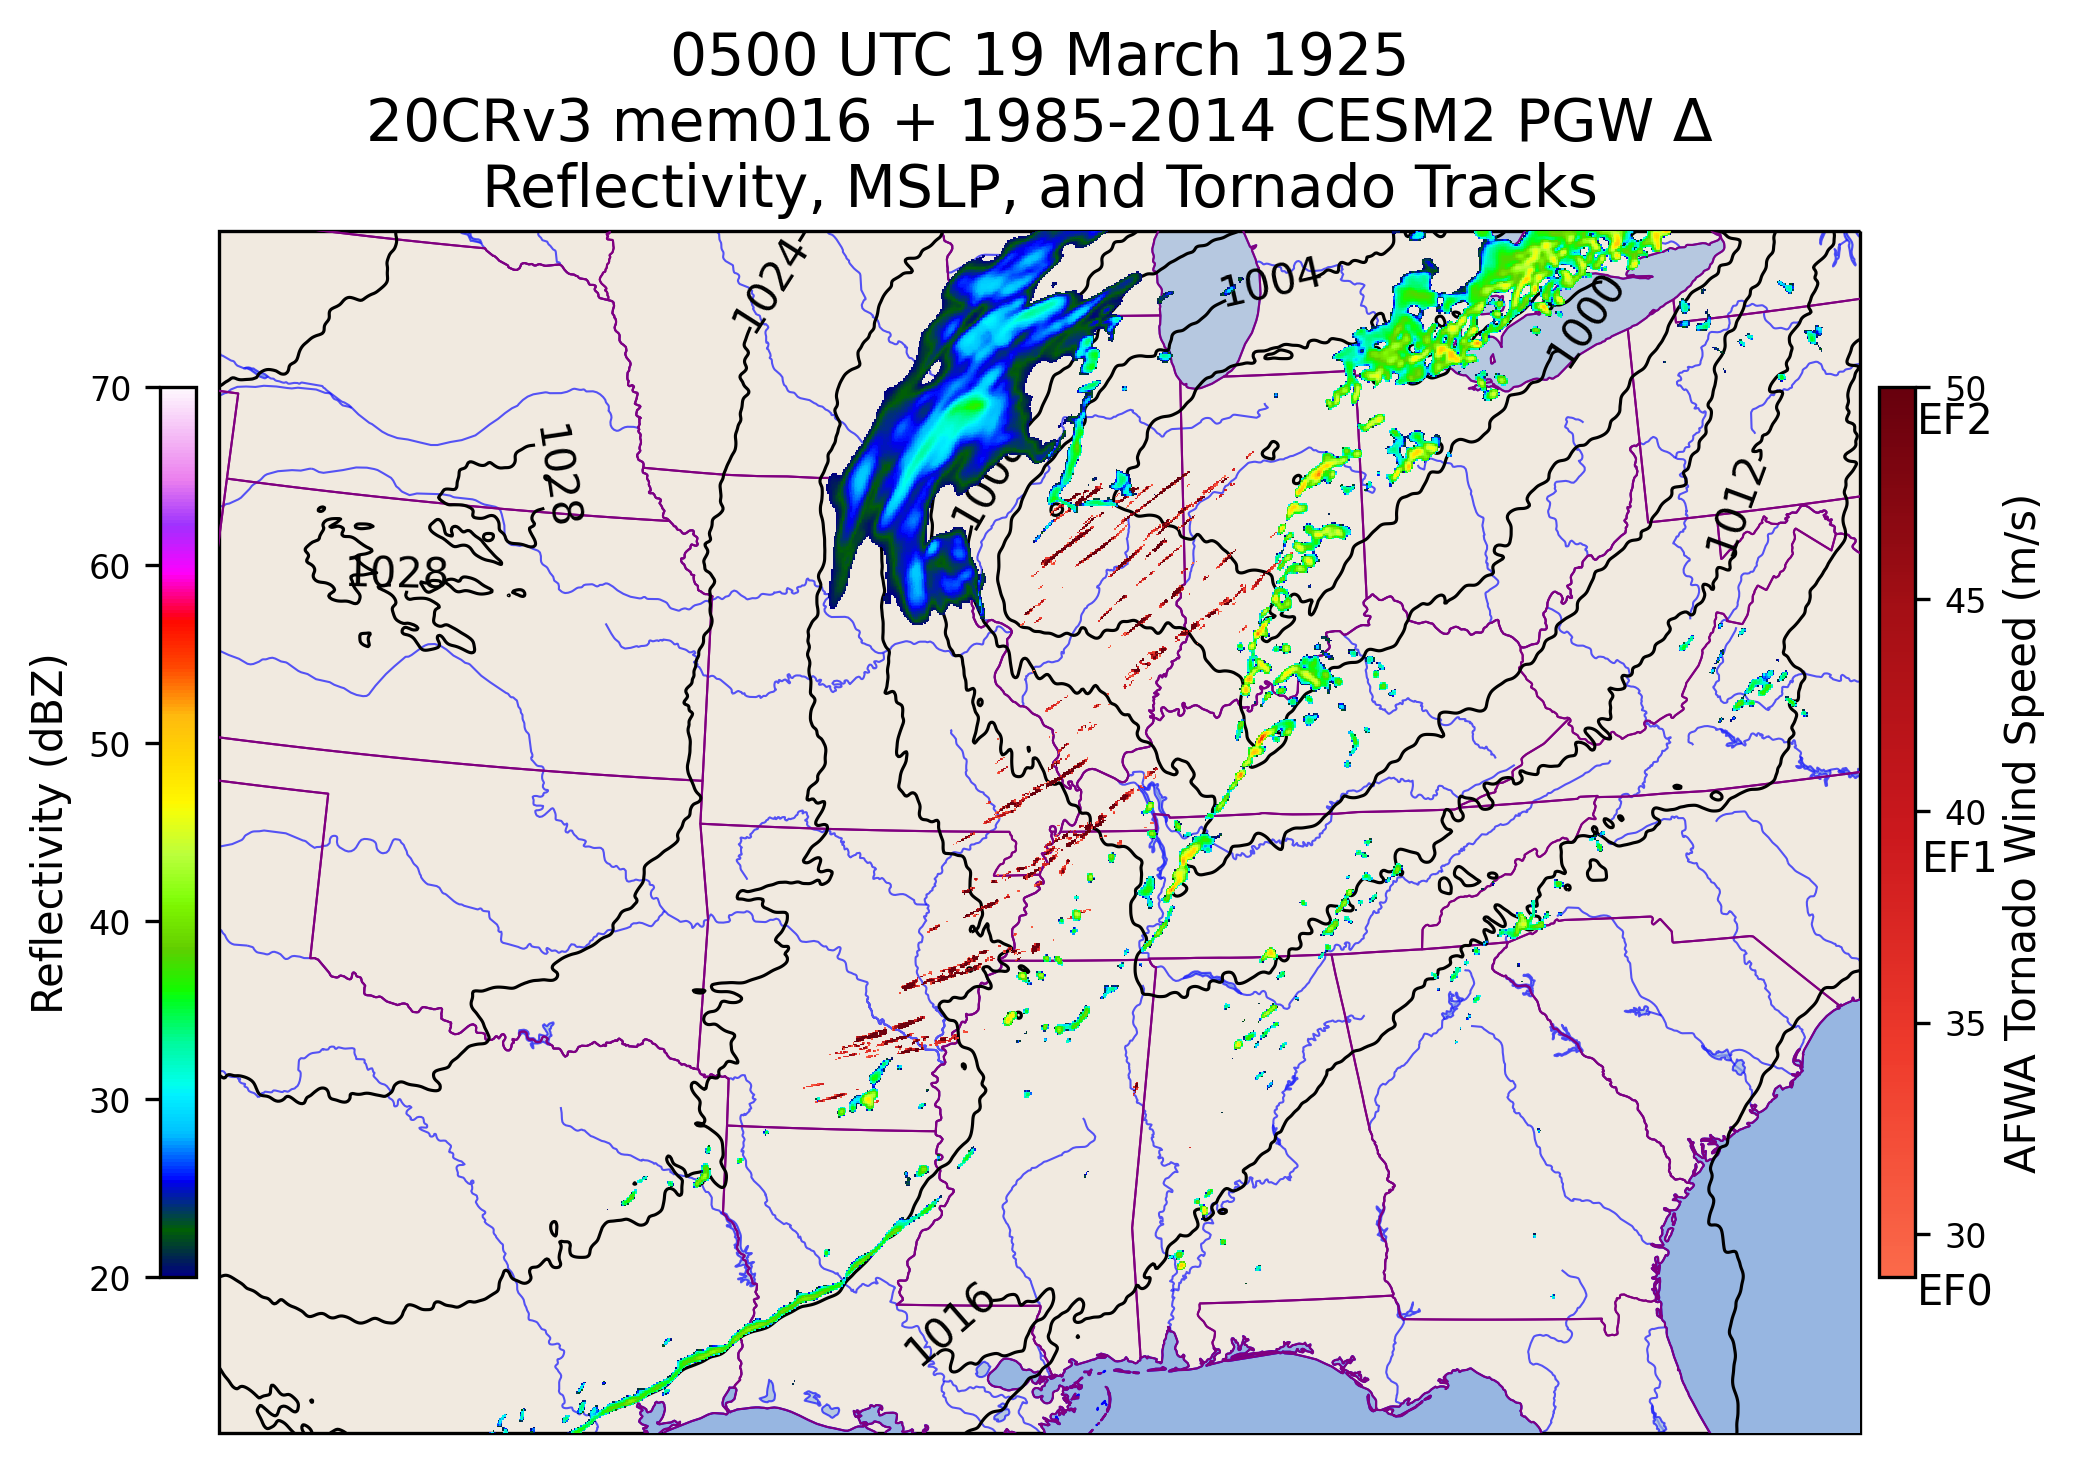 0500 UTC 19 March 1925
20CRv3 mem016 + 1985-2014 CESM2 PGW Δ
Reflectivity, MSLP, and Tornado Tracks
1024
1004
1000
1028
1012
1028
1016
70
60
50
40
30
20
Reflectivity (dBZ)
50
EF2
45
40
EF1
35
30
EF0
AFWA Tornado Wind Speed (m/s)